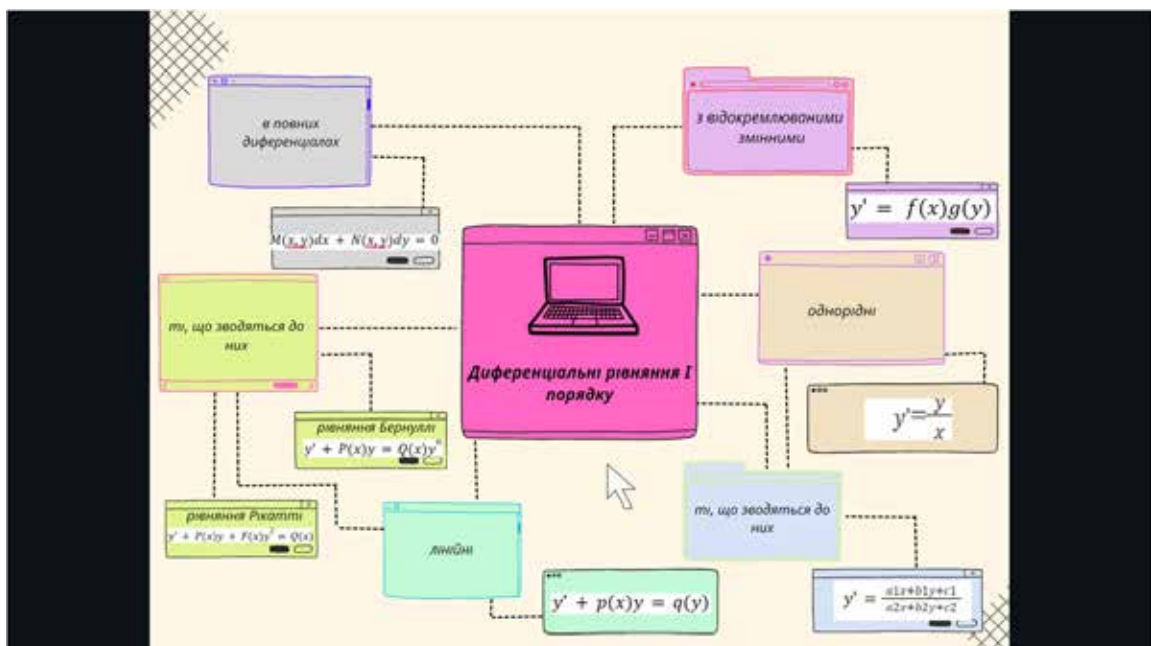 в повних
диференціалах
M(x,y)dx + N(x,y)dy = 0
з відокремлюваними
змінними
y' = f(x)g(y)
Диференціальні рівняння І
порядку
однорідні
y'=y/x
ті, що зводяться до
них
рівняння Бернуллі
y' + P(x)y = Q(x)yⁿ
рівняння Рікатті
y' + P(x)y + F(x)y² = Q(x)
лінійні
y' + p(x)y = q(y)
ті, що зводяться до
них
y' = a1x+b1y+c1/a2x+b2y+c2